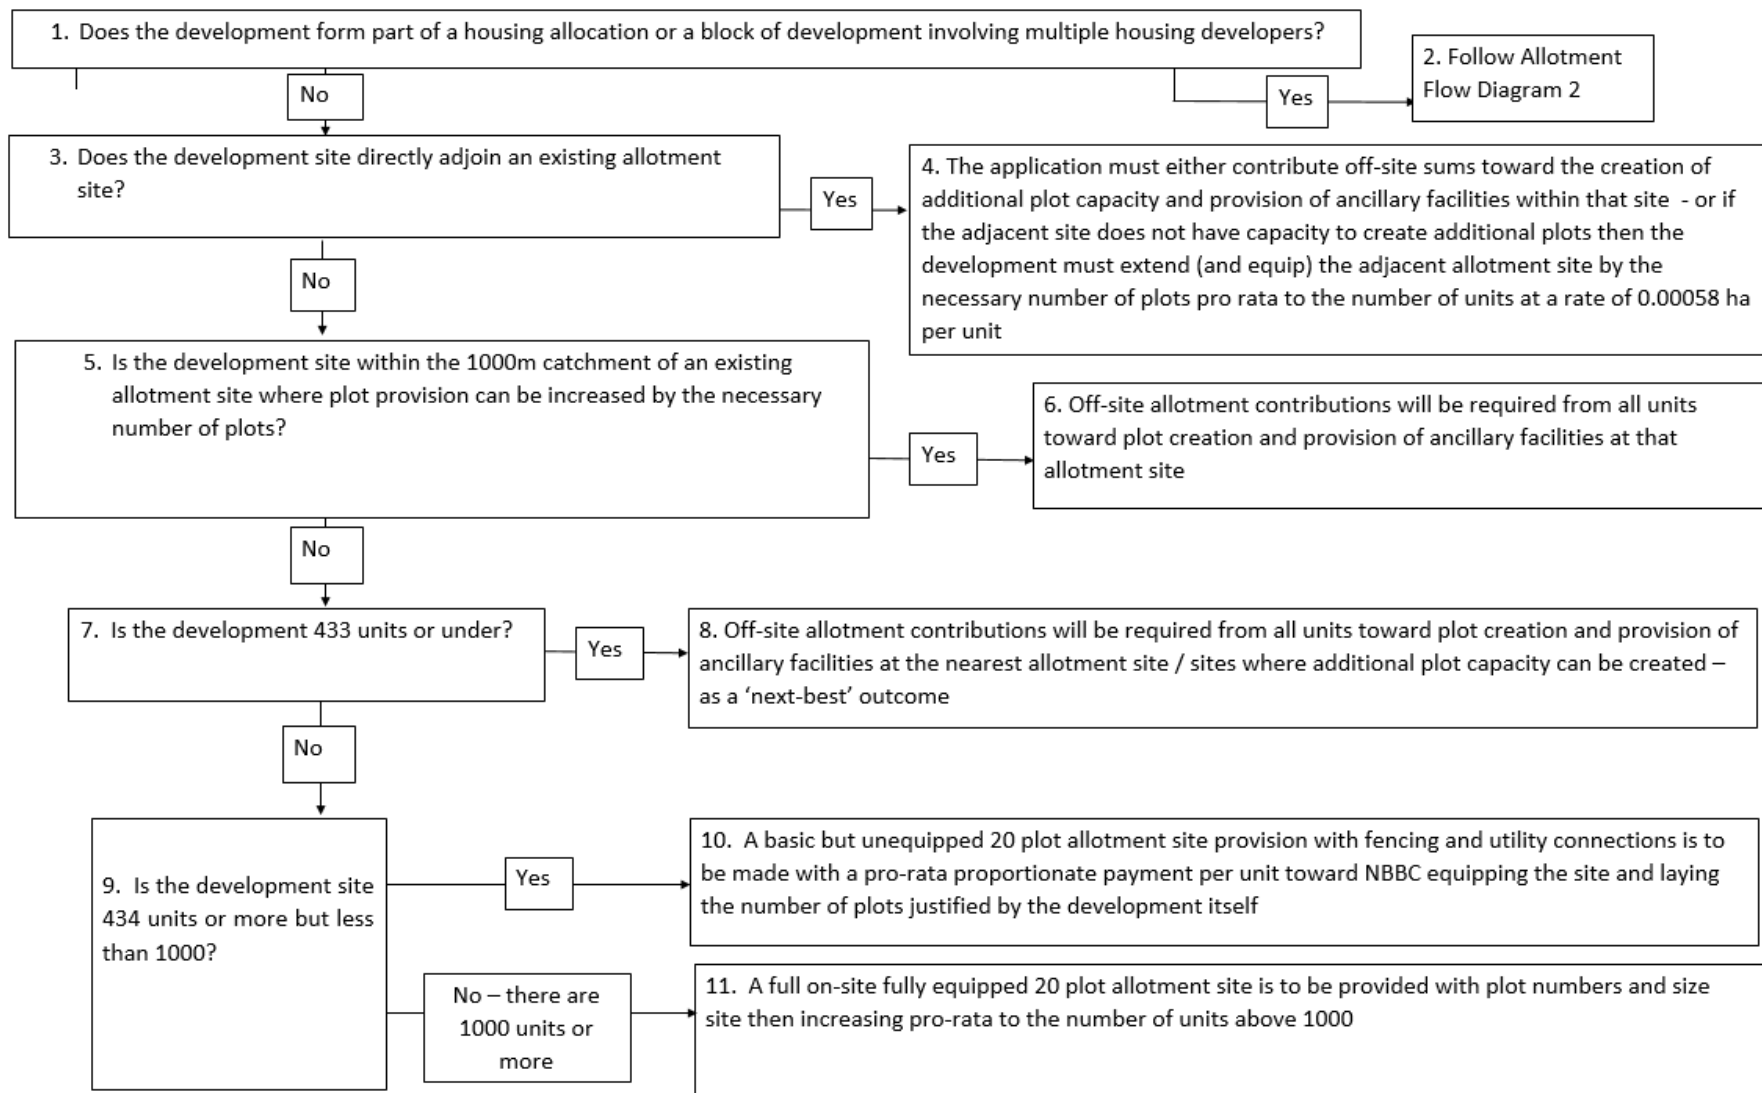 1. Does the development form part of a housing allocation or a block of development involving multiple housing developers?
No
Yes
2. Follow Allotment
Flow Diagram 2
3. Does the development site directly adjoin an existing allotment
site?
Yes
4. The application must either contribute off-site sums toward the creation of
additional plot capacity and provision of ancillary facilities within that site - or if
the adjacent site does not have capacity to create additional plots then the
development must extend (and equip) the adjacent allotment site by the
necessary number of plots pro rata to the number of units at a rate of 0.00058 ha
per unit
No
5. Is the development site within the 1000m catchment of an existing
allotment site where plot provision can be increased by the necessary
number of plots?
Yes
6. Off-site allotment contributions will be required from all units
toward plot creation and provision of ancillary facilities at that
allotment site
No
7. Is the development 433 units or under?
Yes
8. Off-site allotment contributions will be required from all units toward plot creation and provision of
ancillary facilities at the nearest allotment site / sites where additional plot capacity can be created –
as a ‘next-best’ outcome
No
9. Is the development site
434 units or more but less
than 1000?
Yes
10. A basic but unequipped 20 plot allotment site provision with fencing and utility connections is to
be made with a pro-rata proportionate payment per unit toward NBBC equipping the site and laying
the number of plots justified by the development itself
No – there are
1000 units or
more
11. A full on-site fully equipped 20 plot allotment site is to be provided with plot numbers and size
site then increasing pro-rata to the number of units above 1000